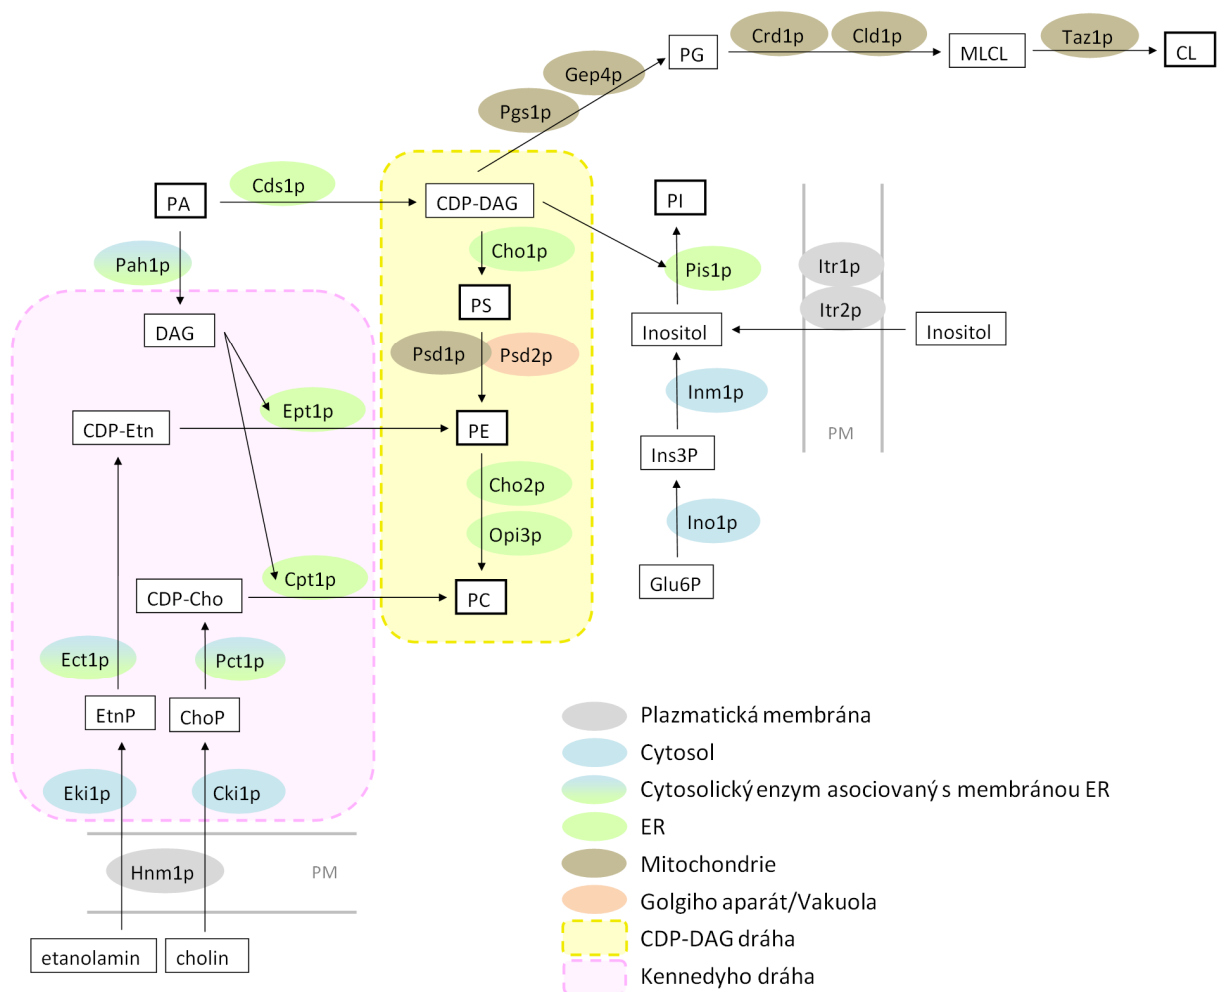 Crd1p
Cld1p
Taz1p
PG
MLCL
CL
Gep4p
Pgs1p
Cds1p
PA
CDP-DAG
PI
Pah1p
Cho1p
Pis1p
Itr1p
Itr2p
PS
DAG
Inositol
Inositol
Psd1p
Psd2p
Inm1p
Ept1p
CDP-Etn
PE
PM
Ins3P
Cho2p
Ino1p
Opi3p
Cpt1p
Glu6P
CDP-Cho
PC
Ect1p
Pct1p
EtnP
ChoP
Eki1p
Cki1p
Hnm1p
PM
etanolamin
cholin
Plazmatická membrána
Cytosol
Cytosolický enzym asociovaný s membránou ER
ER
Mitochondrie
Golgiho aparát/Vakuola
CDP-DAG dráha
Kennedyho dráha